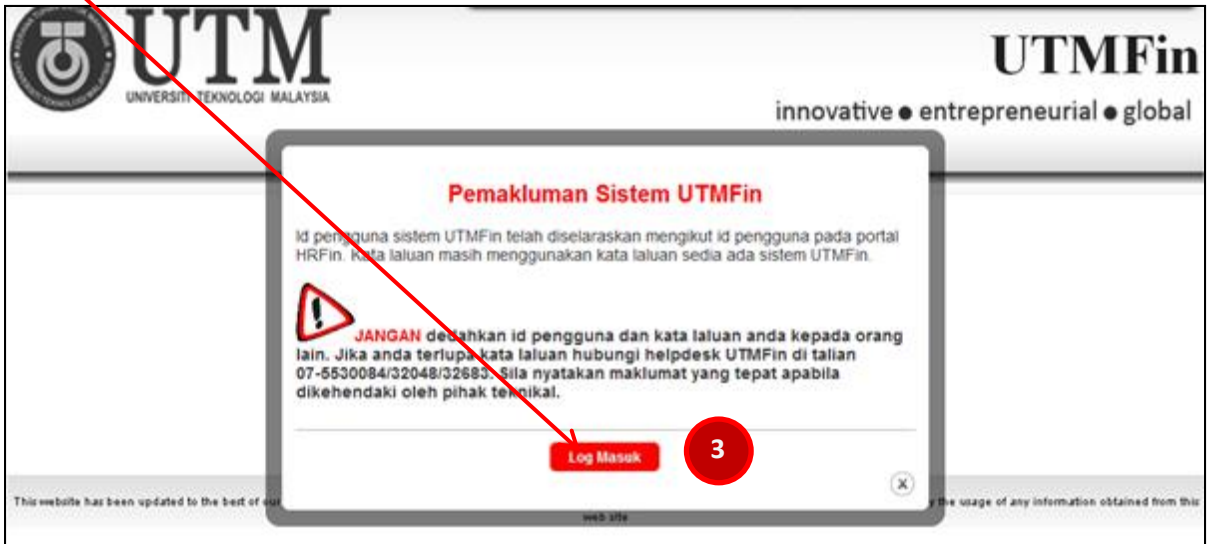 UTM
UNIVERSITI TEKNOLOGI MALAYSIA
UTMFin
innovative ● entrepreneurial ● global
Pemakluman Sistem UTMFin
Id pengguna sistem UTMFin telah diselaraskan mengikut id pengguna pada portal
HRFin. Kata laluan masih menggunakan kata laluan sedia ada sistem UTMFin.
JANGAN dedahkan id pengguna dan kata laluan anda kepada orang
lain. Jika anda terlupa kata laluan hubungi helpdesk UTMFin di talian
07-5530084/32048/32683. Sila nyatakan maklumat yang tepat apabila
dikehendaki oleh pihak teknikal.
Log Masuk
3
x
This website has been updated to the best of our
the usage of any information obtained from this
web site